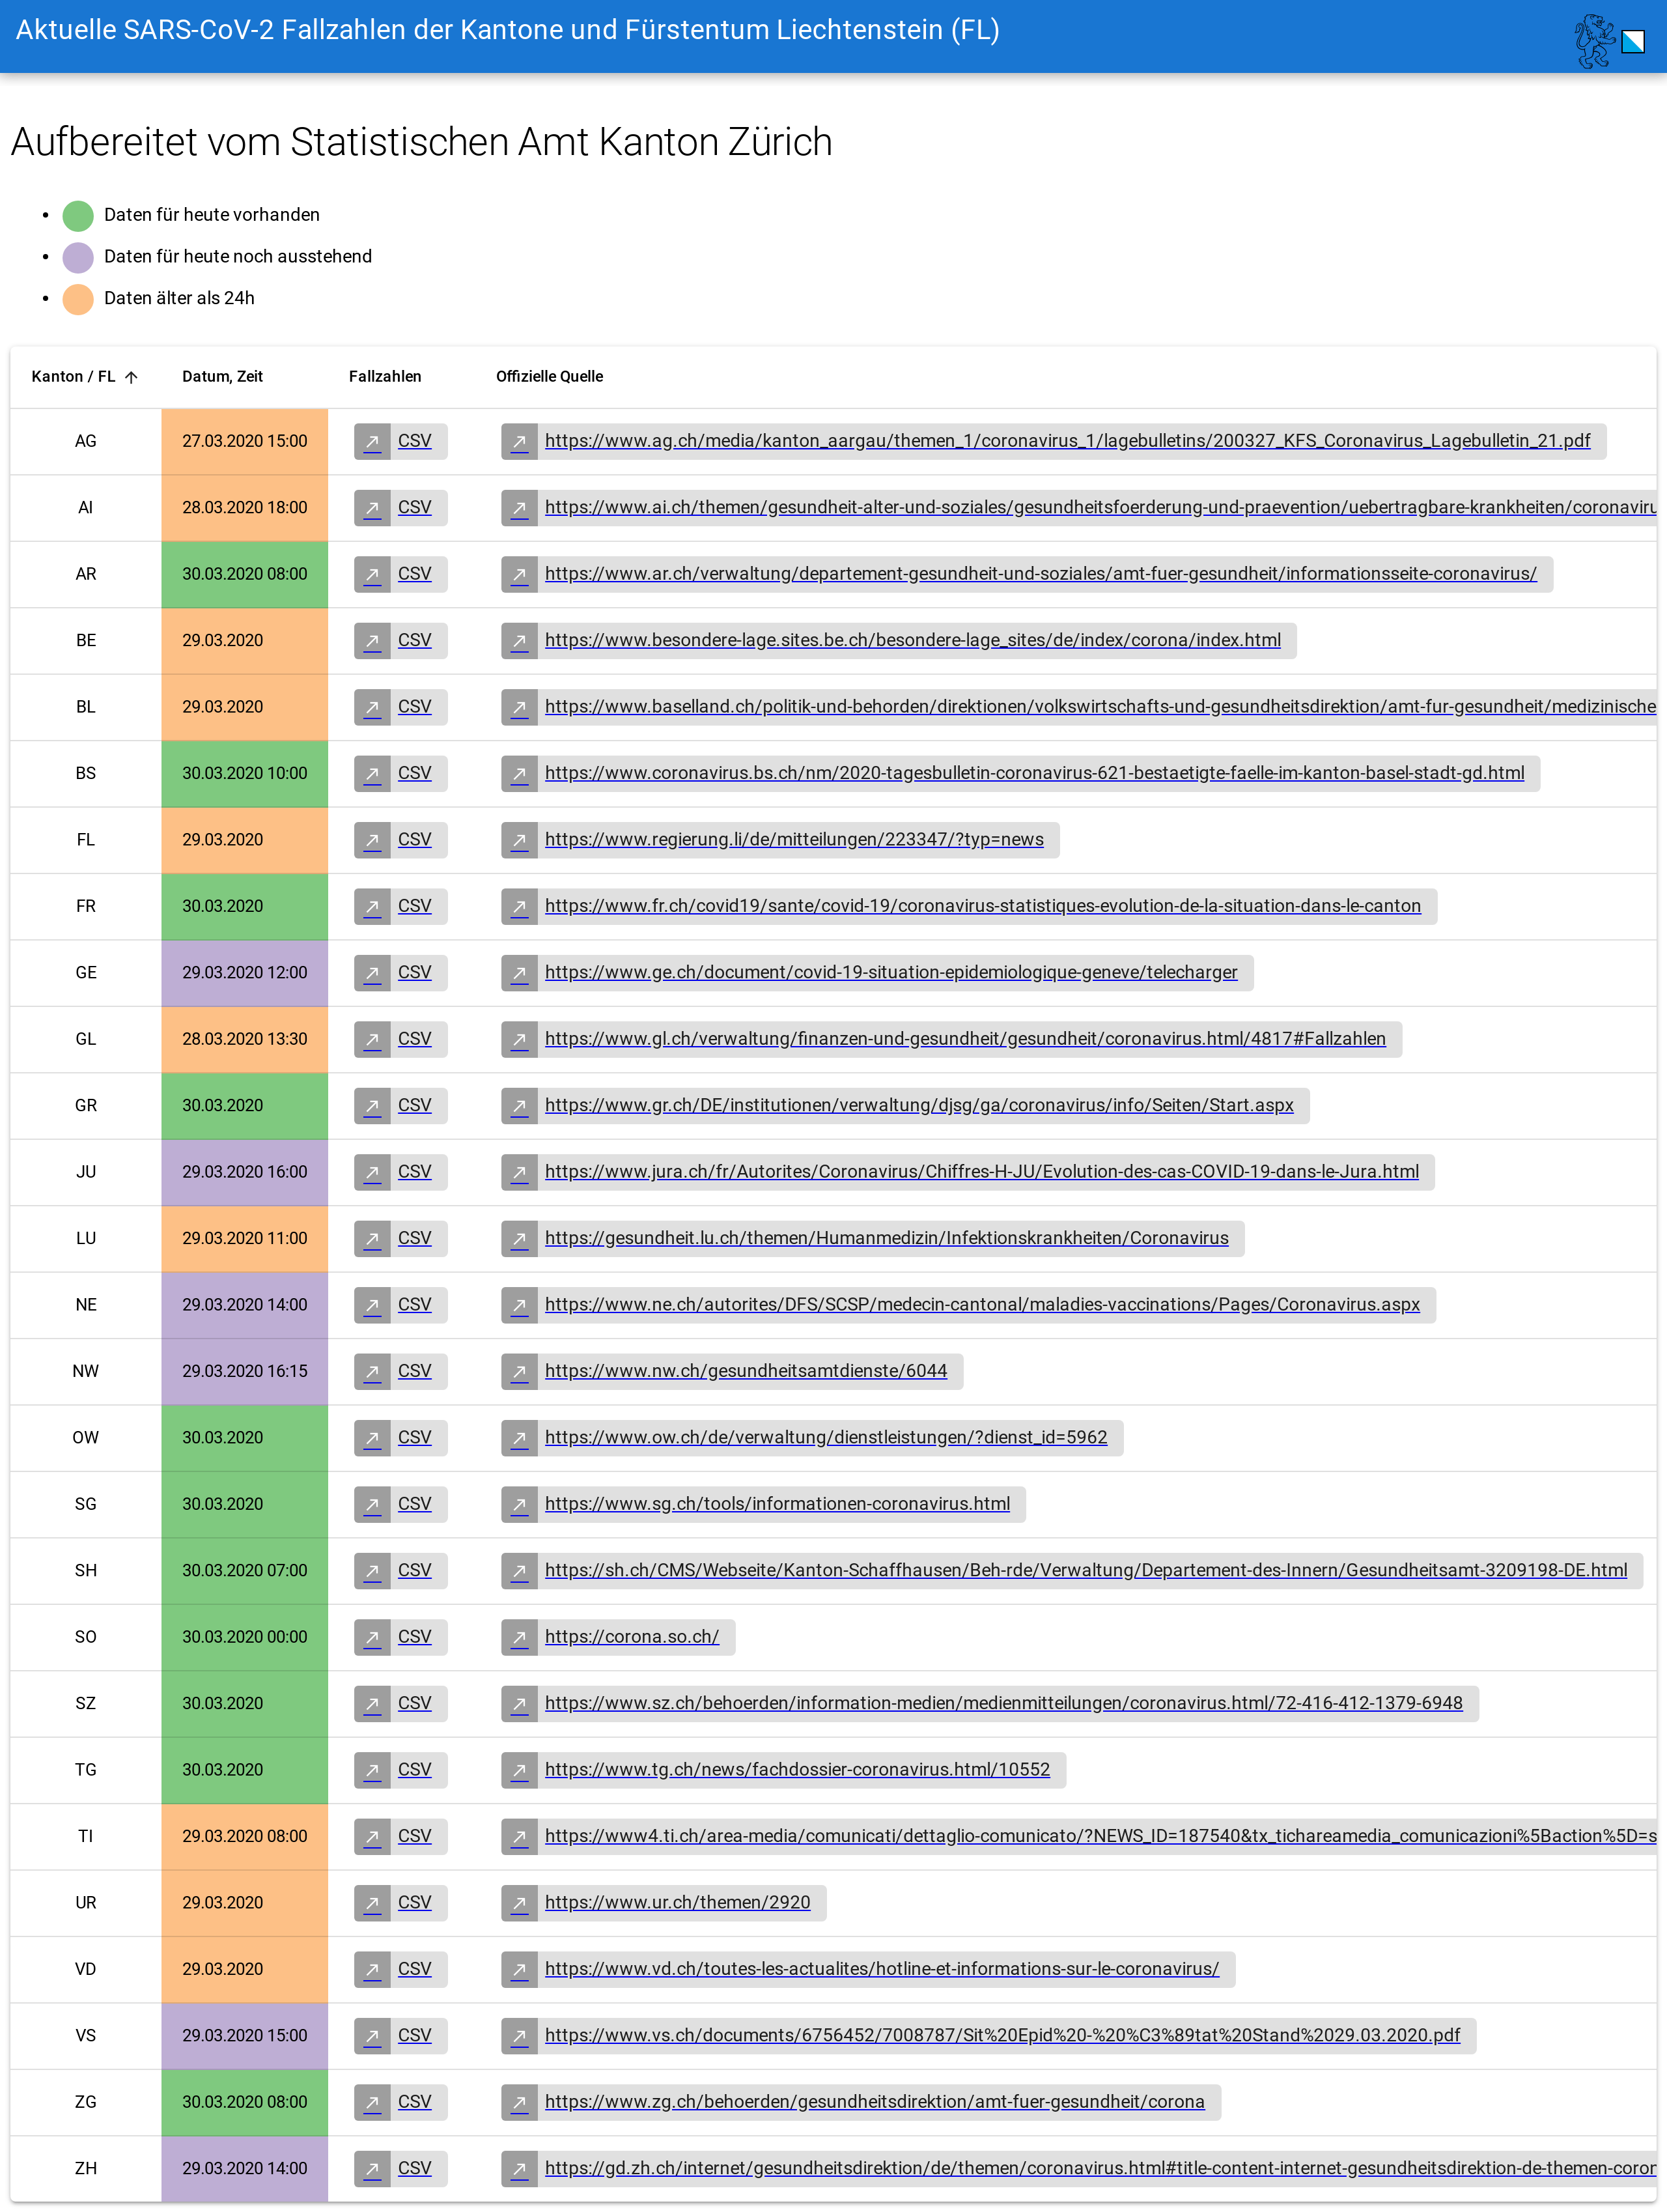 Aktuelle SARS-CoV-2 Fallzahlen der Kantone und Fürstentum Liechtenstein (FL)
Aufbereitet vom Statistischen Amt Kanton Zürich
Daten für heute vorhanden
Daten für heute noch ausstehend
Daten älter als 24h
Kanton / FL Datum, Zeit Fallzahlen Offizielle Quelle
AG 27.03.2020 15:00 CSV https://www.ag.ch/media/kanton_aargau/themen_1/coronavirus_1/lagebulletins/200327_KFS_Coronavirus_Lagebulletin_21.pdf
AI 28.03.2020 18:00 CSV https://www.ai.ch/themen/gesundheit-alter-und-soziales/gesundheitsfoerderung-und-praevention/uebertragbare-krankheiten/coronaviru
AR 30.03.2020 08:00 CSV https://www.ar.ch/verwaltung/departement-gesundheit-und-soziales/amt-fuer-gesundheit/informationsseite-coronavirus/
BE 29.03.2020 CSV https://www.besondere-lage.sites.be.ch/besondere-lage_sites/de/index/corona/index.html
BL 29.03.2020 CSV https://www.baselland.ch/politik-und-behorden/direktionen/volkswirtschafts-und-gesundheitsdirektion/amt-fur-gesundheit/medizinische
BS 30.03.2020 10:00 CSV https://www.coronavirus.bs.ch/nm/2020-tagesbulletin-coronavirus-621-bestaetigte-faelle-im-kanton-basel-stadt-gd.html
FL 29.03.2020 CSV https://www.regierung.li/de/mitteilungen/223347/?typ=news
FR 30.03.2020 CSV https://www.fr.ch/covid19/sante/covid-19/coronavirus-statistiques-evolution-de-la-situation-dans-le-canton
GE 29.03.2020 12:00 CSV https://www.ge.ch/document/covid-19-situation-epidemiologique-geneve/telecharger
GL 28.03.2020 13:30 CSV https://www.gl.ch/verwaltung/finanzen-und-gesundheit/gesundheit/coronavirus.html/4817#Fallzahlen
GR 30.03.2020 CSV https://www.gr.ch/DE/institutionen/verwaltung/djsg/ga/coronavirus/info/Seiten/Start.aspx
JU 29.03.2020 16:00 CSV https://www.jura.ch/fr/Autorites/Coronavirus/Chiffres-H-JU/Evolution-des-cas-COVID-19-dans-le-Jura.html
LU 29.03.2020 11:00 CSV https://gesundheit.lu.ch/themen/Humanmedizin/Infektionskrankheiten/Coronavirus
NE 29.03.2020 14:00 CSV https://www.ne.ch/autorites/DFS/SCSP/medecin-cantonal/maladies-vaccinations/Pages/Coronavirus.aspx
NW 29.03.2020 16:15 CSV https://www.nw.ch/gesundheitsamtdienste/6044
OW 30.03.2020 CSV https://www.ow.ch/de/verwaltung/dienstleistungen/?dienst_id=5962
SG 30.03.2020 CSV https://www.sg.ch/tools/informationen-coronavirus.html
SH 30.03.2020 07:00 CSV https://sh.ch/CMS/Webseite/Kanton-Schaffhausen/Beh-rde/Verwaltung/Departement-des-Innern/Gesundheitsamt-3209198-DE.html
SO 30.03.2020 00:00 CSV https://corona.so.ch/
SZ 30.03.2020 CSV https://www.sz.ch/behoerden/information-medien/medienmitteilungen/coronavirus.html/72-416-412-1379-6948
TG 30.03.2020 CSV https://www.tg.ch/news/fachdossier-coronavirus.html/10552
TI 29.03.2020 08:00 CSV https://www4.ti.ch/area-media/comunicati/dettaglio-comunicato/?NEWS_ID=187540&tx_tichareamedia_comunicazioni%5Baction%5D=s
UR 29.03.2020 CSV https://www.ur.ch/themen/2920
VD 29.03.2020 CSV https://www.vd.ch/toutes-les-actualites/hotline-et-informations-sur-le-coronavirus/
VS 29.03.2020 15:00 CSV https://www.vs.ch/documents/6756452/7008787/Sit%20Epid%20-%20%C3%89tat%20Stand%2029.03.2020.pdf
ZG 30.03.2020 08:00 CSV https://www.zg.ch/behoerden/gesundheitsdirektion/amt-fuer-gesundheit/corona
ZH 29.03.2020 14:00 CSV https://gd.zh.ch/internet/gesundheitsdirektion/de/themen/coronavirus.html#title-content-internet-gesundheitsdirektion-de-themen-coror